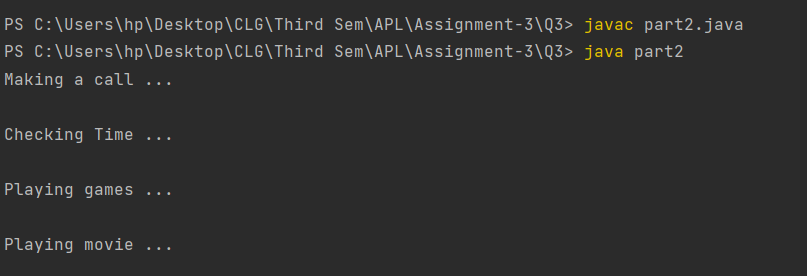 PS C:\Users\hp\Desktop\CLG\Third Sem\APL\Assignment-3\Q3> javac part2.java
PS C:\Users\hp\Desktop\CLG\Third Sem\APL\Assignment-3\Q3> java part2
Making a call ...
Checking Time ...
Playing games ...
Playing movie ...